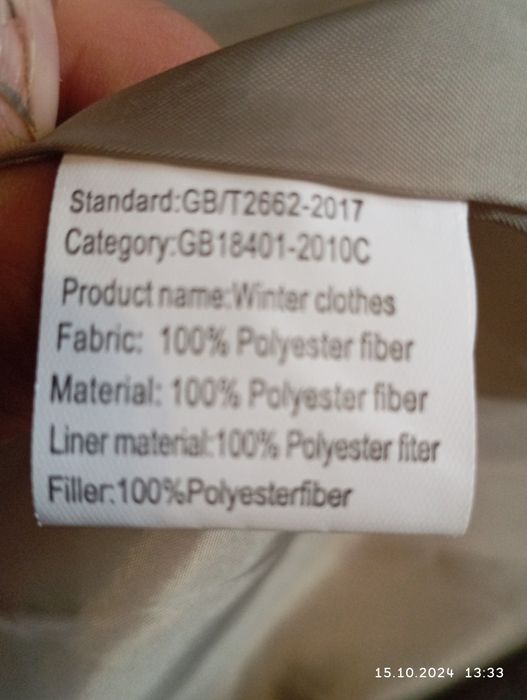 Standard:GB/T2662-2017
Category:GB18401-2010C
Product name:Winter clothes
Fabric: 100% Polyester fiber
Material: 100% Polyester fiber
Liner material:100% Polyester fiter
Filler:100%Polyesterfiber
15.10.2024 13:33